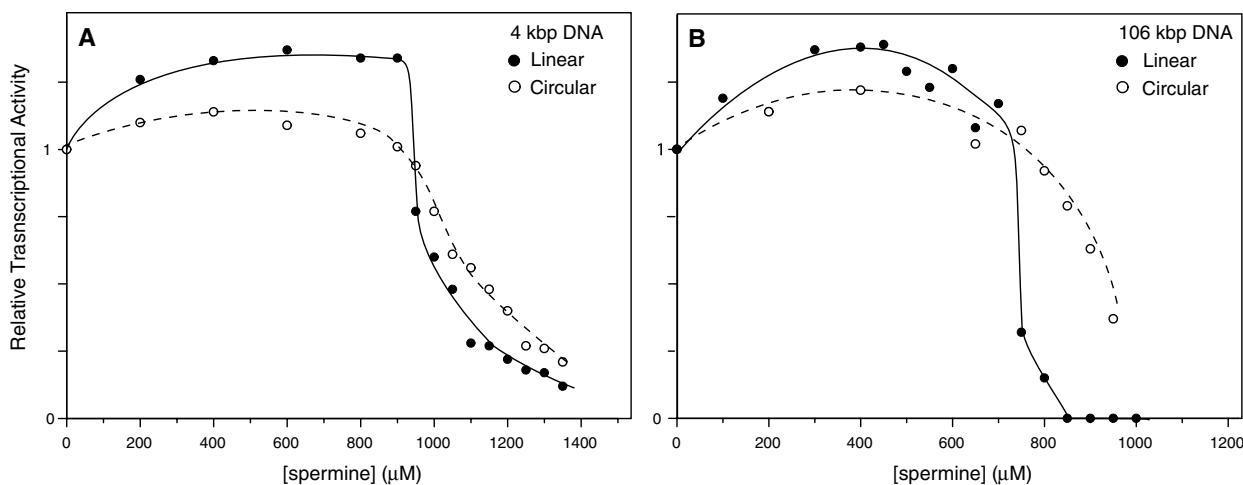 A
4 kbp DNA
Linear
Circular
Relative Trasnscriptional Activity
1
0
0 200 400 600 800 1000 1200 1400
[spermine] (μM)
B
106 kbp DNA
Linear
Circular
1
0
0 200 400 600 800 1000 1200
[spermine] (μM)